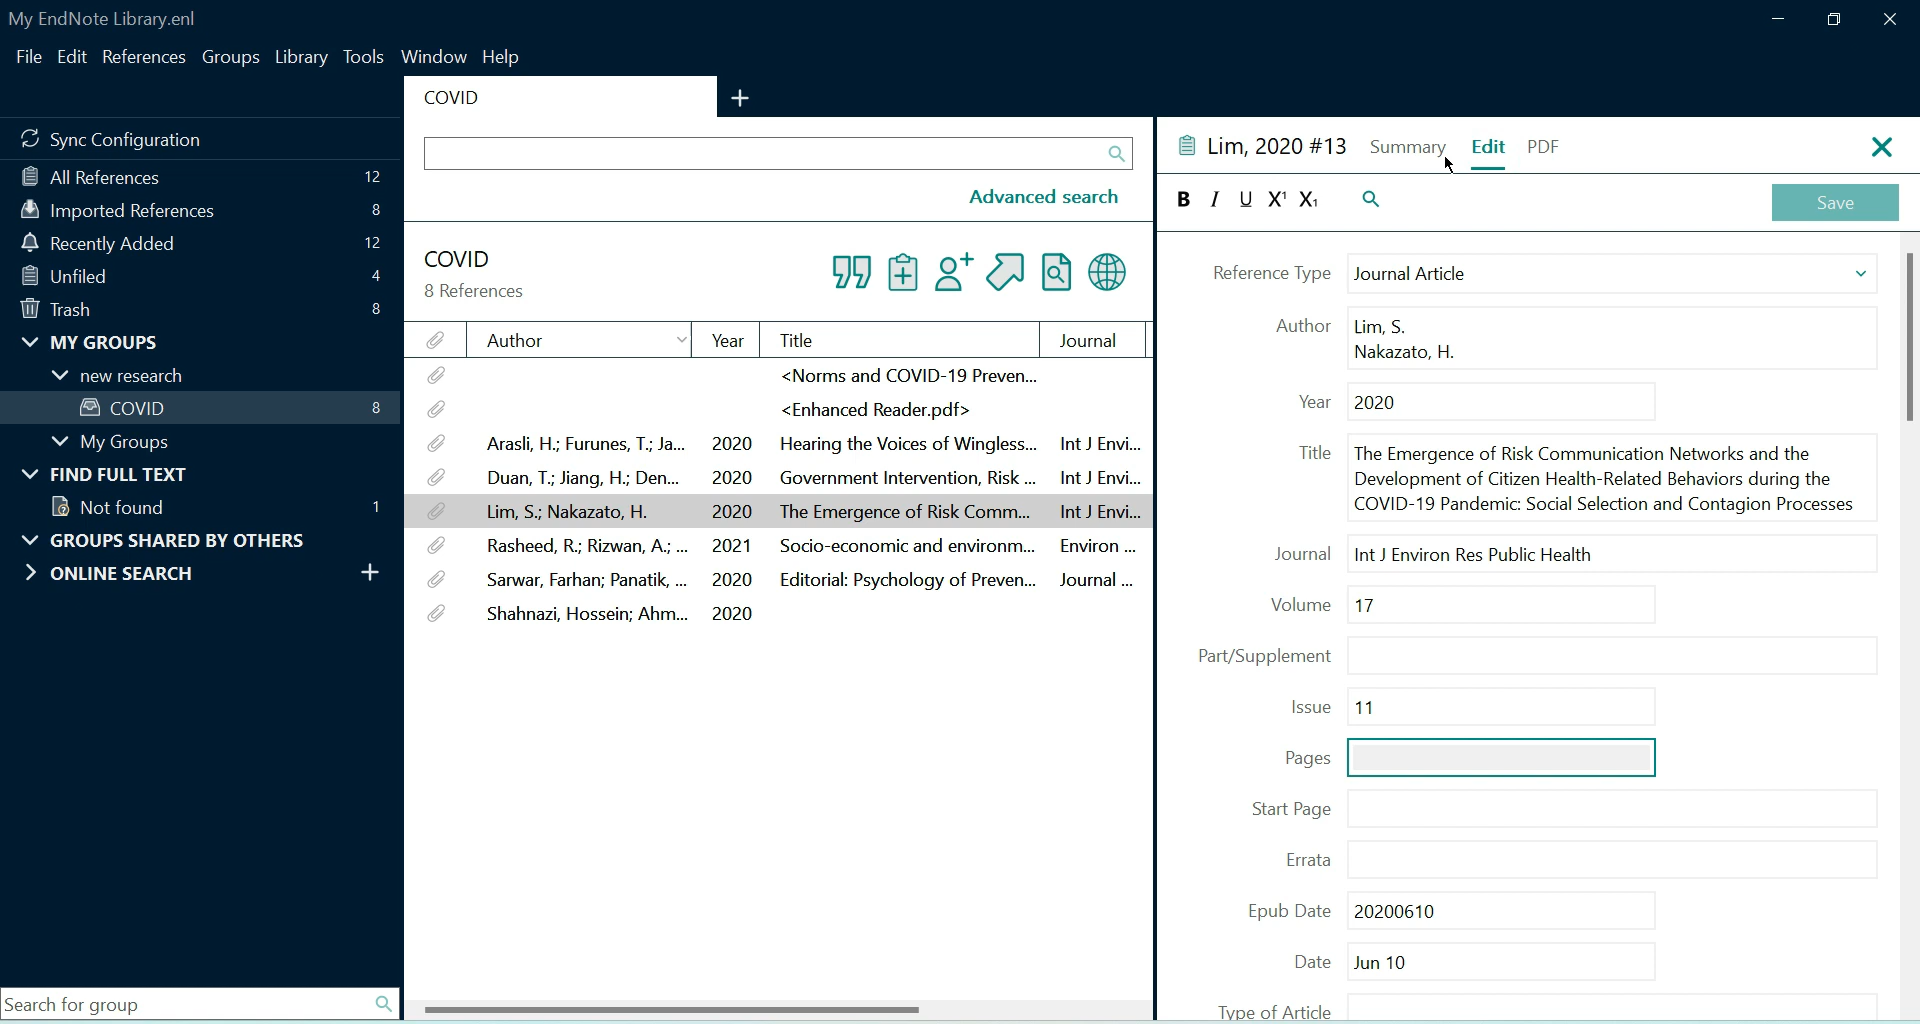 My EndNote Library.enl
File Edit References Groups Library Tools Window Help
COVID
Sync Configuration
All References 12
Imported References 8
Recently Added 12
Unfiled 4
Trash 8
MY GROUPS
new research
COVID 8
My Groups
FIND FULL TEXT
Not found 1
GROUPS SHARED BY OTHERS
ONLINE SEARCH
Search for group
Advanced search
COVID
8 References
Author Year Title Journal
<Norms and COVID-19 Preven...
<Enhanced Reader.pdf>
Arasli, H.; Furunes, T.; Ja... 2020 Hearing the Voices of Wingless... Int J Envi...
Duan, T.; Jiang, H.; Den... 2020 Government Intervention, Risk ... Int J Envi...
Lim, S.; Nakazato, H. 2020 The Emergence of Risk Comm... Int J Envi...
Rasheed, R.; Rizwan, A.; ... 2021 Socio-economic and environm... Environ ...
Sarwar, Farhan; Panatik, ... 2020 Editorial: Psychology of Preven... Journal ...
Shahnazi, Hossein; Ahm... 2020
Lim, 2020 #13 Summary Edit PDF
B I U X¹ X₁ Save
Reference Type Journal Article
Author Lim, S.
Nakazato, H.
Year 2020
Title The Emergence of Risk Communication Networks and the
Development of Citizen Health-Related Behaviors during the
COVID-19 Pandemic: Social Selection and Contagion Processes
Journal Int J Environ Res Public Health
Volume 17
Part/Supplement
Issue 11
Pages
Start Page
Errata
Epub Date 20200610
Date Jun 10
Type of Article